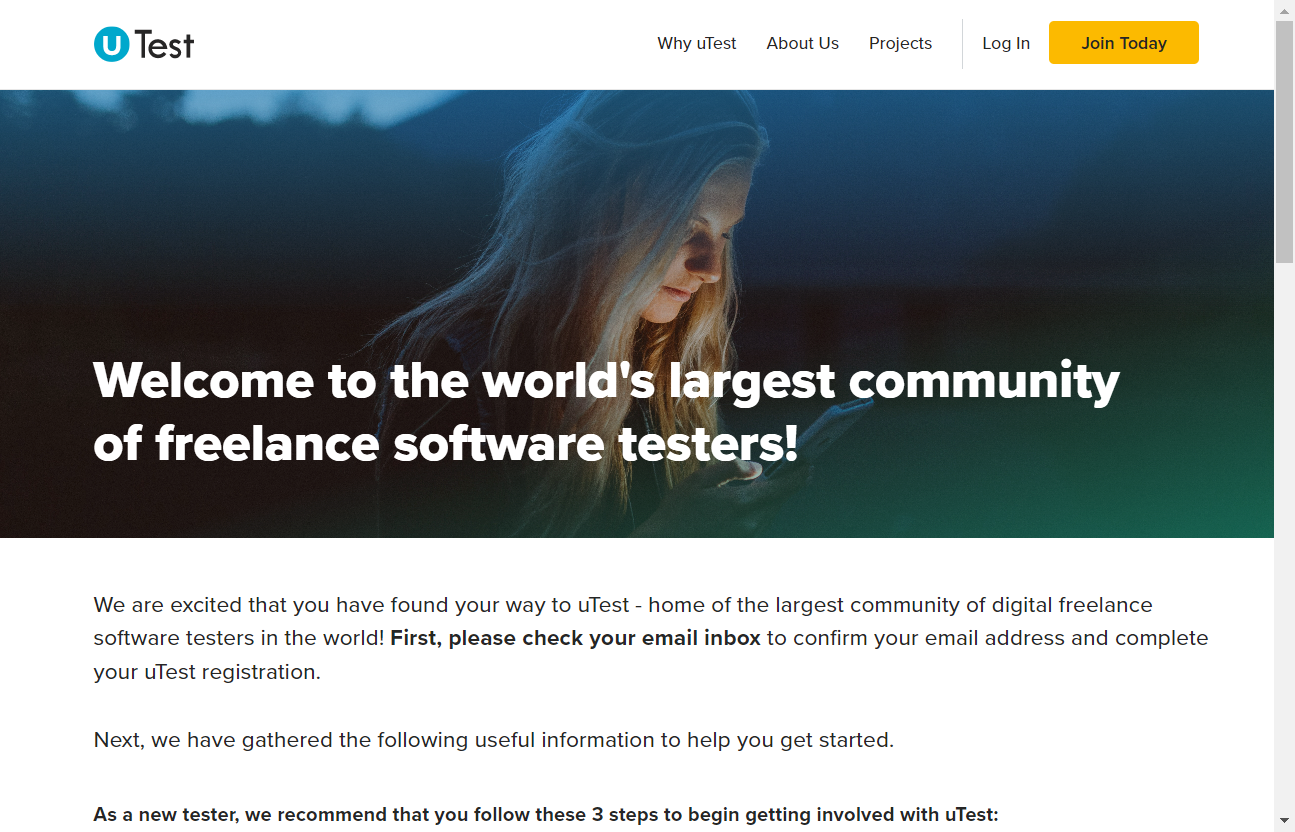 uTest
Why uTest
About Us
Projects
Log In
Join Today
Welcome to the world's largest community
of freelance software testers!
We are excited that you have found your way to uTest - home of the largest community of digital freelance
software testers in the world! First, please check your email inbox to confirm your email address and complete
your uTest registration.
Next, we have gathered the following useful information to help you get started.
As a new tester, we recommend that you follow these 3 steps to begin getting involved with uTest: